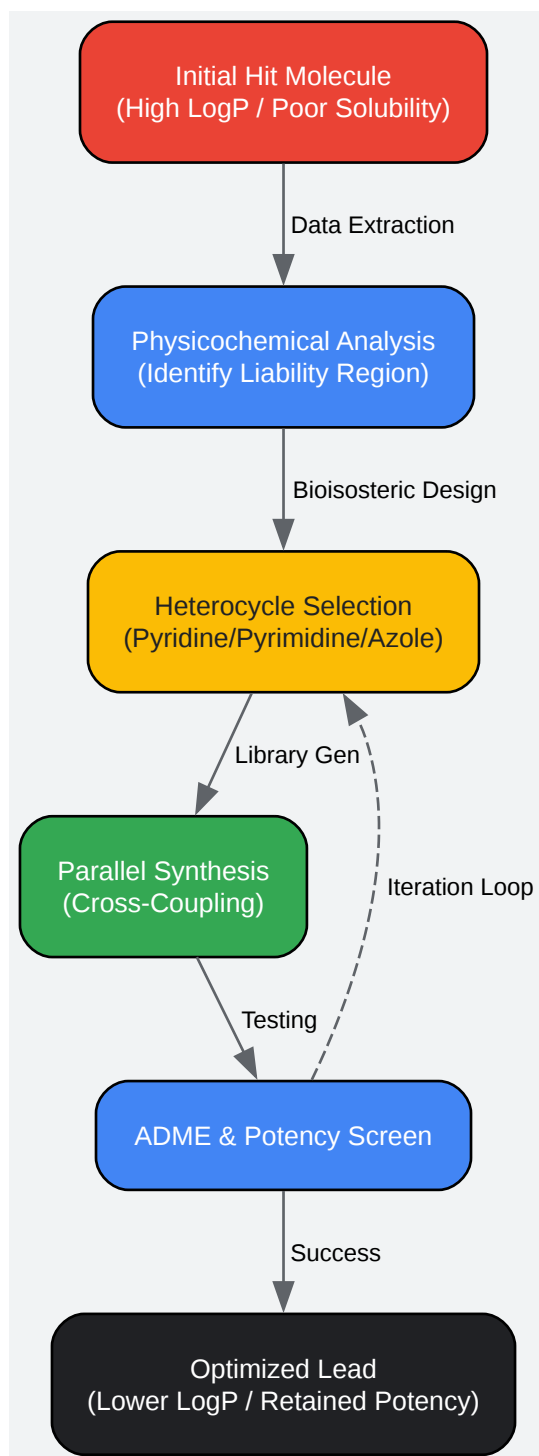 Initial Hit Molecule
(High LogP / Poor Solubility)
Data Extraction
Physicochemical Analysis
(Identify Liability Region)
Bioisosteric Design
Heterocycle Selection
(Pyridine/Pyrimidine/Azole)
Library Gen
Parallel Synthesis
(Cross-Coupling)
Iteration Loop
Testing
ADME & Potency Screen
Success
Optimized Lead
(Lower LogP / Retained Potency)